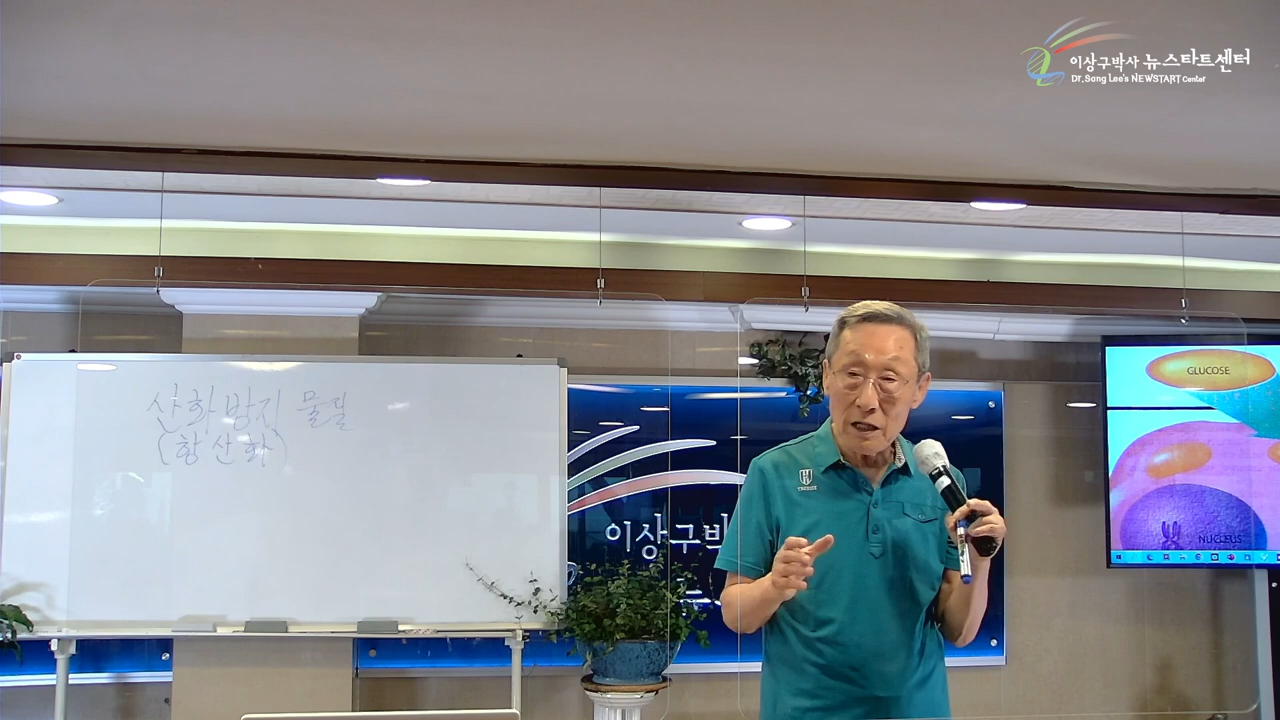 이상구박사 뉴스타트센터
Dr. Sang Lee's NEWSTART Center
산화방지 물질
(항산화)
GLUCOSE
이상구박
NUCLEUS